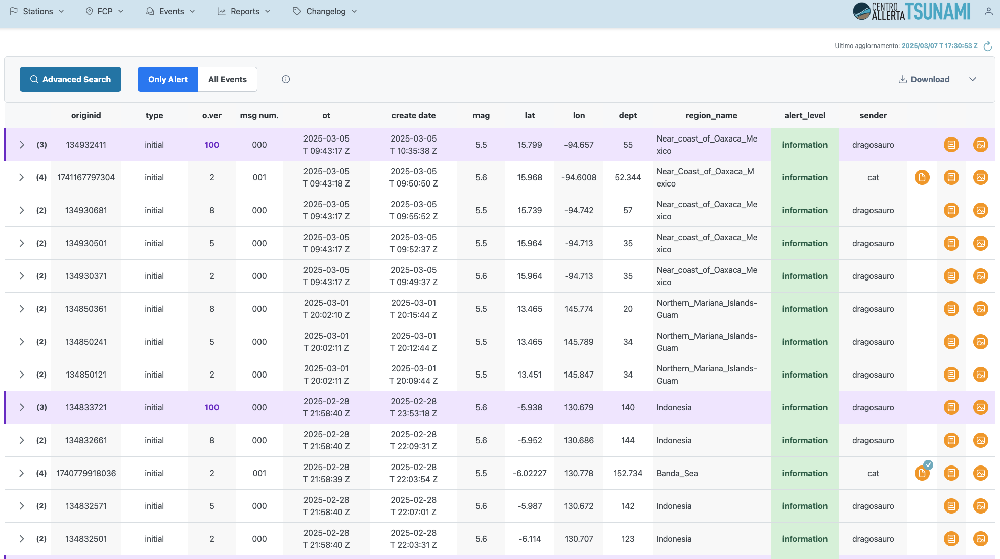 Stations FCP Events Reports Changelog CENTRO ALLERTA TSUNAMI
Ultimo aggiornamento: 2025/03/07 T 17:30:53 Z
Advanced Search Only Alert All Events Download
originid type o.ver msg num. ot create date mag lat lon dept region_name alert_level sender
(3) 134932411 initial 100 000 2025-03-05 T 09:43:17 Z 2025-03-05 T 10:35:38 Z 5.5 15.799 -94.657 55 Near_coast_of_Oaxaca_Mexico information dragosauro
(4) 1741167797304 initial 2 001 2025-03-05 T 09:43:18 Z 2025-03-05 T 09:50:50 Z 5.6 15.968 -94.6008 52.344 Near_Coast_of_Oaxaca_Mexico information cat
(2) 134930681 initial 8 000 2025-03-05 T 09:43:17 Z 2025-03-05 T 09:55:52 Z 5.5 15.739 -94.742 57 Near_coast_of_Oaxaca_Mexico information dragosauro
(2) 134930501 initial 5 000 2025-03-05 T 09:43:17 Z 2025-03-05 T 09:52:37 Z 5.5 15.964 -94.713 35 Near_coast_of_Oaxaca_Mexico information dragosauro
(2) 134930371 initial 2 000 2025-03-05 T 09:43:17 Z 2025-03-05 T 09:49:37 Z 5.6 15.964 -94.713 35 Near_coast_of_Oaxaca_Mexico information dragosauro
(2) 134850361 initial 8 000 2025-03-01 T 20:02:10 Z 2025-03-01 T 20:15:44 Z 5.5 13.465 145.774 20 Northern_Mariana_Islands-Guam information dragosauro
(2) 134850241 initial 5 000 2025-03-01 T 20:02:11 Z 2025-03-01 T 20:12:44 Z 5.5 13.465 145.789 34 Northern_Mariana_Islands-Guam information dragosauro
(2) 134850121 initial 2 000 2025-03-01 T 20:02:11 Z 2025-03-01 T 20:09:44 Z 5.5 13.451 145.847 34 Northern_Mariana_Islands-Guam information dragosauro
(3) 134833721 initial 100 000 2025-02-28 T 21:58:40 Z 2025-02-28 T 23:53:18 Z 5.6 -5.938 130.679 140 Indonesia information dragosauro
(2) 134832661 initial 8 000 2025-02-28 T 21:58:40 Z 2025-02-28 T 22:09:31 Z 5.6 -5.952 130.686 144 Indonesia information dragosauro
(4) 1740779918036 initial 2 001 2025-02-28 T 21:58:39 Z 2025-02-28 T 22:03:54 Z 5.5 -6.02227 130.778 152.734 Banda_Sea information cat
(2) 134832571 initial 5 000 2025-02-28 T 21:58:40 Z 2025-02-28 T 22:07:01 Z 5.6 -5.987 130.672 142 Indonesia information dragosauro
(2) 134832501 initial 2 000 2025-02-28 T 21:58:40 Z 2025-02-28 T 22:03:31 Z 5.6 -6.114 130.707 123 Indonesia information dragosauro